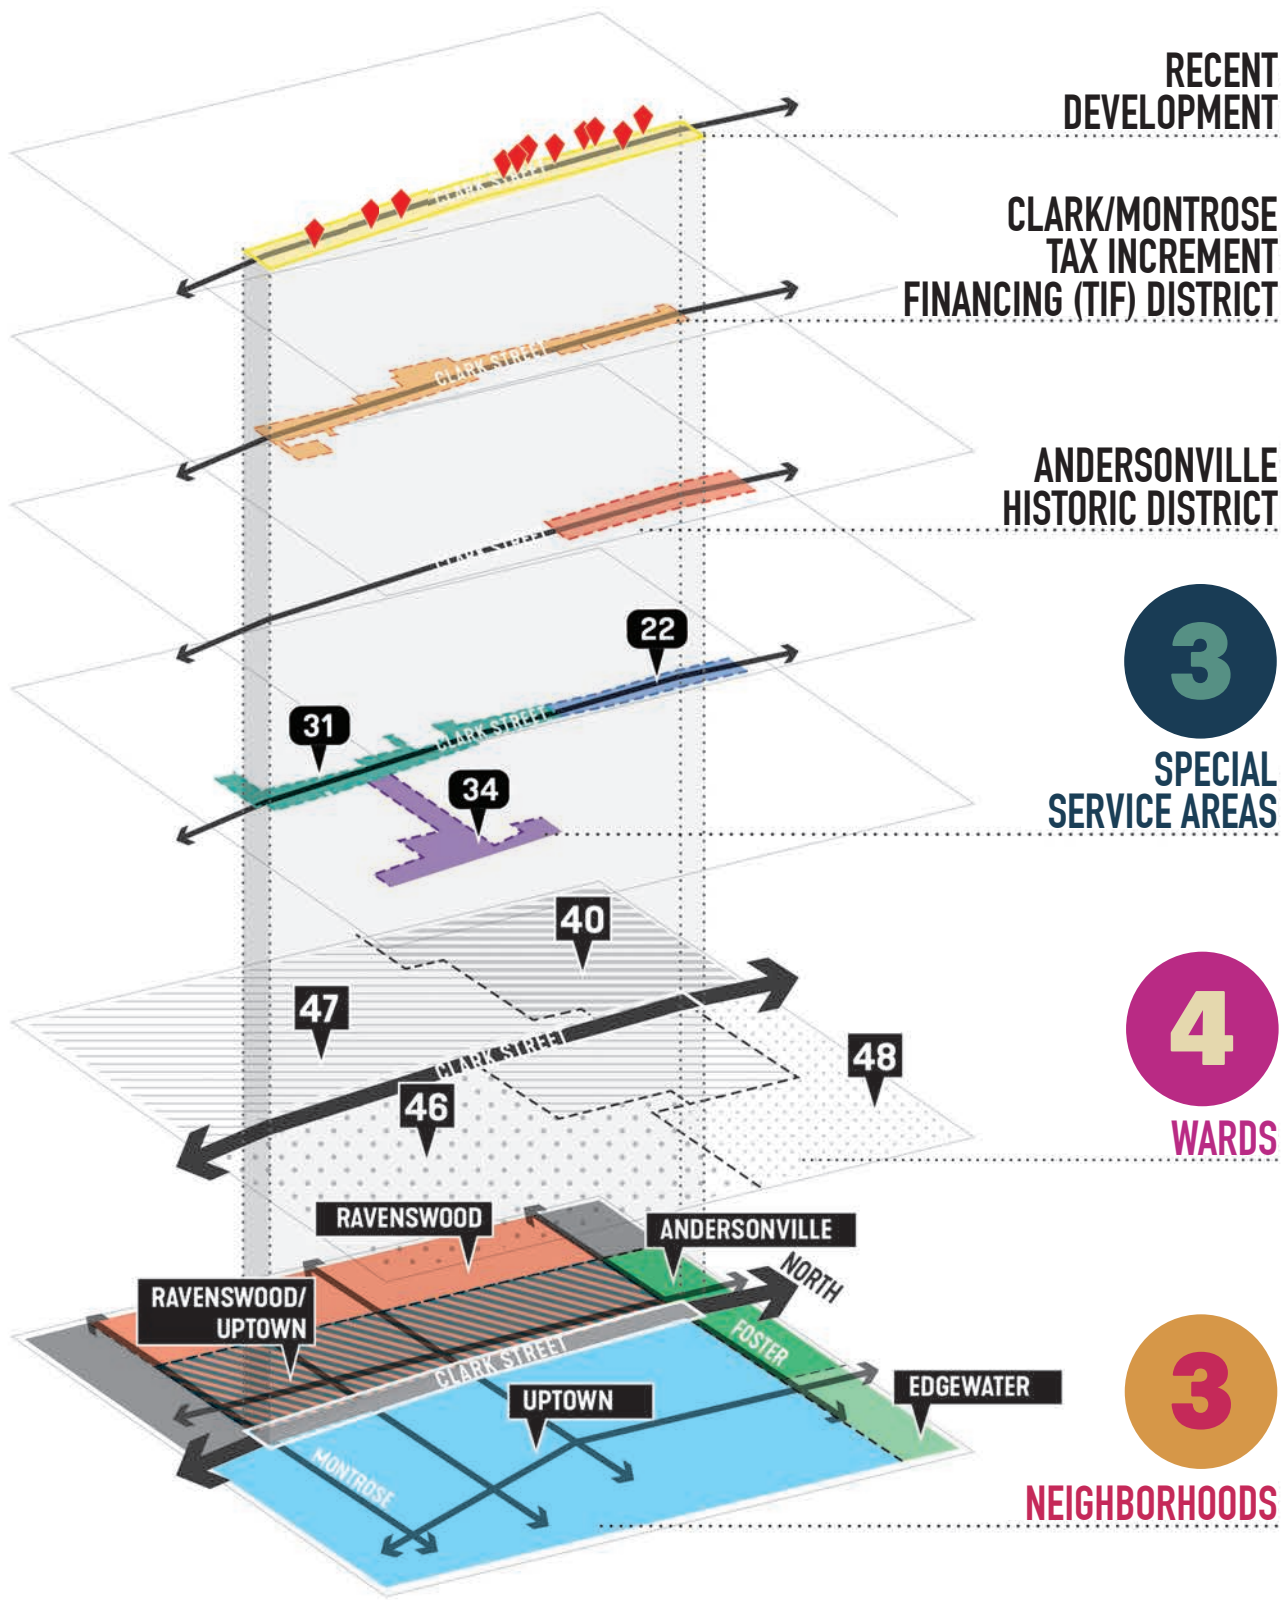 RECENT
DEVELOPMENT
CLARK STREET
CLARK/MONTROSE
TAX INCREMENT
FINANCING (TIF) DISTRICT
CLARK STREET
ANDERSONVILLE
HISTORIC DISTRICT
CLARK STREET
3
SPECIAL
SERVICE AREAS
22
31
CLARK STREET
34
40
47
CLARK STREET
48
46
4
WARDS
RAVENSWOOD
ANDERSONVILLE
NORTH
RAVENSWOOD/
UPTOWN
FOSTER
CLARK STREET
EDGEWATER
UPTOWN
MONTROSE
3
NEIGHBORHOODS